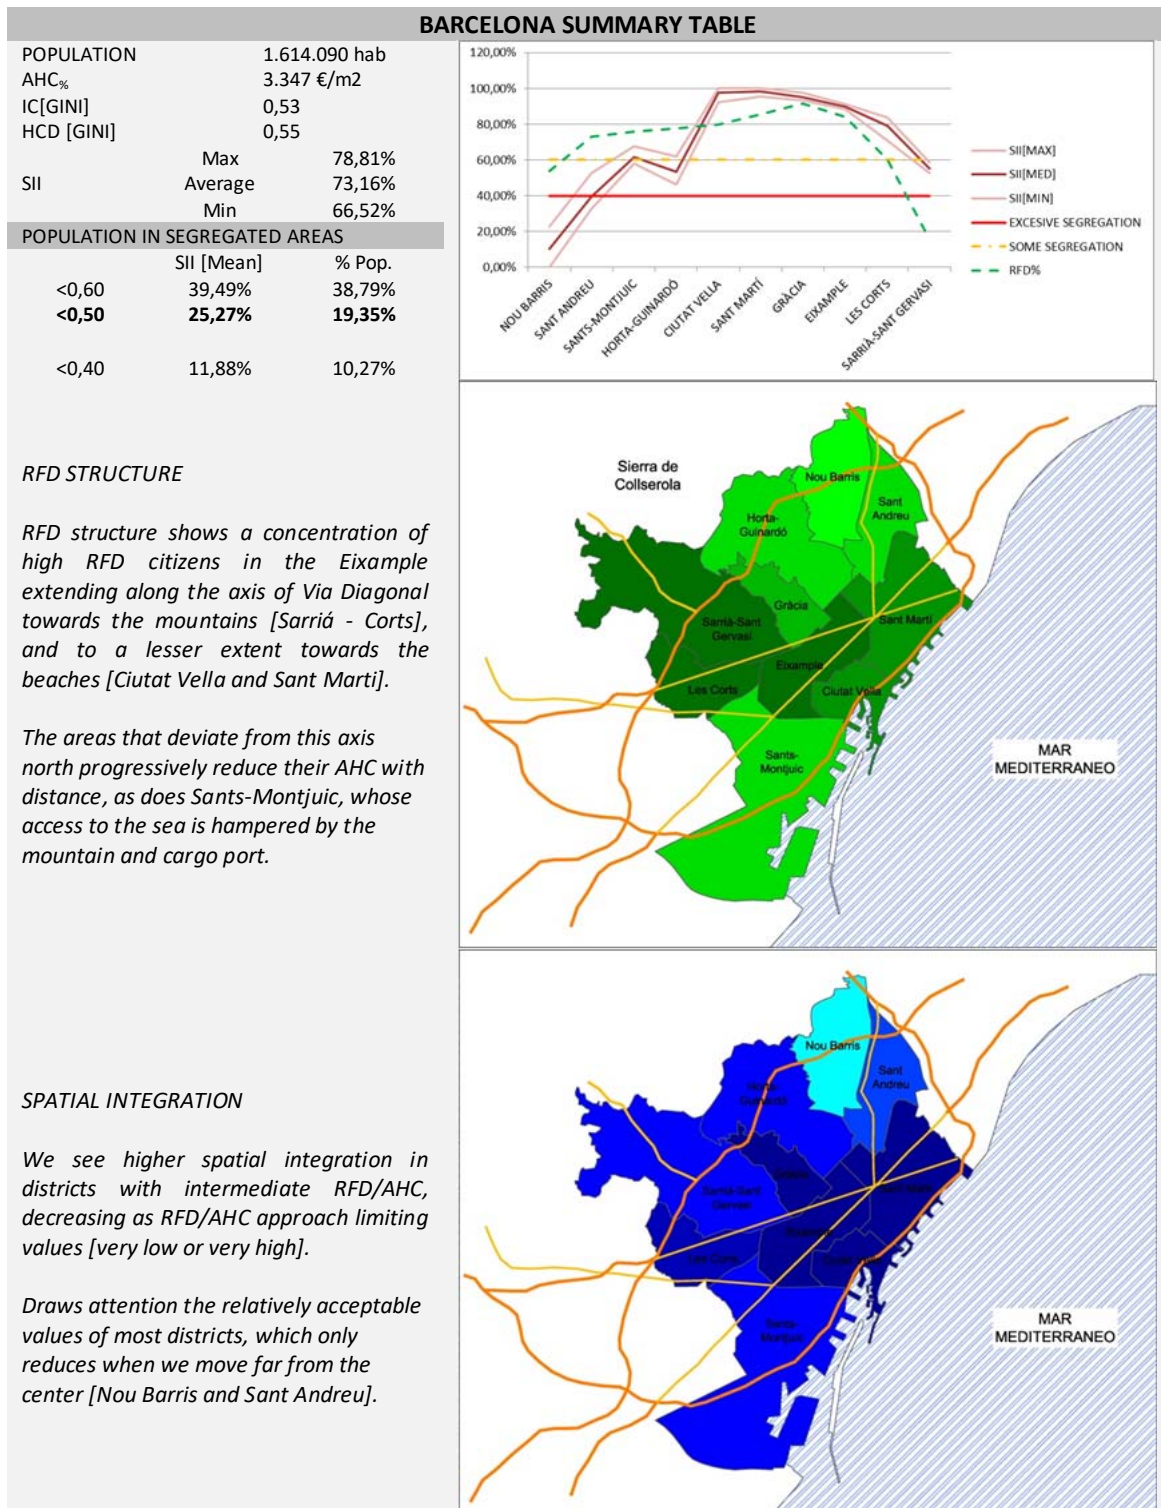 BARCELONA SUMMARY TABLE
POPULATION 1.614.090 hab
AHC% 3.347 €/m2
IC[GINI] 0,53
HCD [GINI] 0,55
Max 78,81%
SII Average 73,16%
Min 66,52%
POPULATION IN SEGREGATED AREAS
SII [Mean] % Pop.
<0,60 39,49% 38,79%
<0,50 25,27% 19,35%
<0,40 11,88% 10,27%
120,00%
100,00%
80,00%
60,00%
40,00%
20,00%
0,00%
NOU BARRIS
SANT ANDREU
SANTS-MONTJUIC
HORTA-GUINARDÓ
CIUTAT VELLA
SANT MARTÍ
GRÀCIA
EIXAMPLE
LES CORTS
SARRIÀ-SANT GERVASI
SII[MAX]
SII[MED]
SII[MIN]
EXCESIVE SEGREGATION
SOME SEGREGATION
RFD%
RFD STRUCTURE
RFD structure shows a concentration of
high RFD citizens in the Eixample
extending along the axis of Via Diagonal
towards the mountains [Sarriá - Corts],
and to a lesser extent towards the
beaches [Ciutat Vella and Sant Marti].
The areas that deviate from this axis
north progressively reduce their AHC with
distance, as does Sants-Montjuic, whose
access to the sea is hampered by the
mountain and cargo port.
Sierra de
Collserola
Nou Barris
Sant
Andreu
Horta-
Guinardó
Gràcia
Sarrià-Sant
Gervasi
Sant Martí
Eixample
Les Corts
Ciutat Vella
Sants-
Montjuic
MAR
MEDITERRANEO
SPATIAL INTEGRATION
We see higher spatial integration in
districts with intermediate RFD/AHC,
decreasing as RFD/AHC approach limiting
values [very low or very high].
Draws attention the relatively acceptable
values of most districts, which only
reduces when we move far from the
center [Nou Barris and Sant Andreu].
Nou Barris
Sant
Andreu
Horta-
Guinardó
Sarrià-Sant
Gervasi
Les Corts
Sants-
Montjuic
MAR
MEDITERRANEO